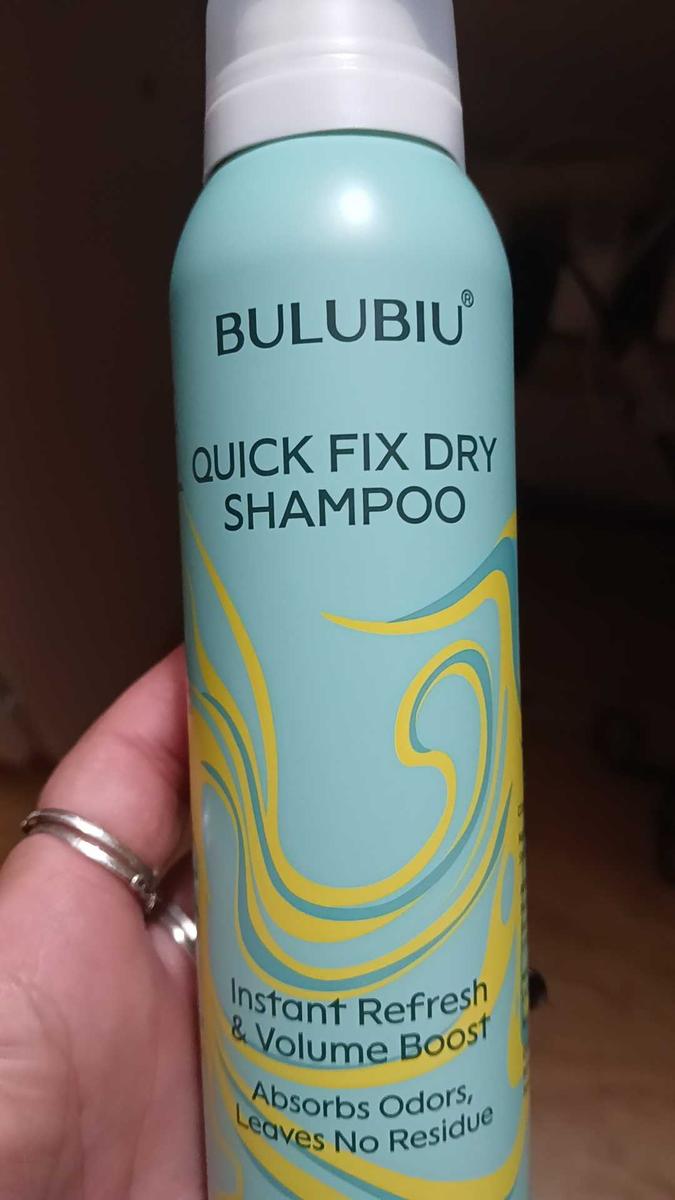 BULUBIU®
QUICK FIX DRY
SHAMPOO
Instant Refresh
& Volume Boost
Absorbs Odors,
Leaves No Residue